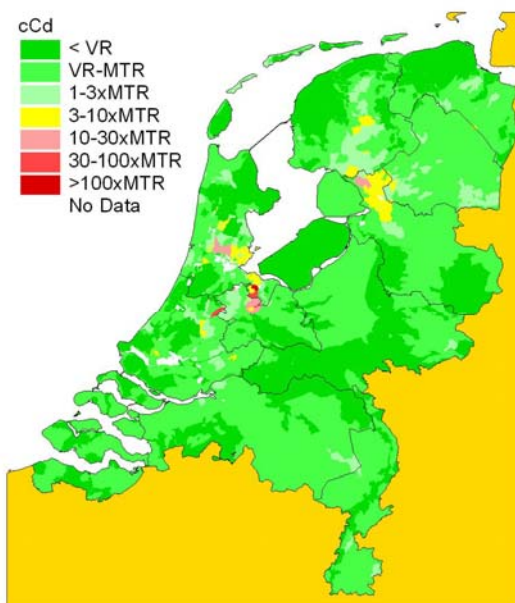 cCd
< VR
VR-MTR
1-3xMTR
3-10xMTR
10-30xMTR
30-100xMTR
>100xMTR
No Data